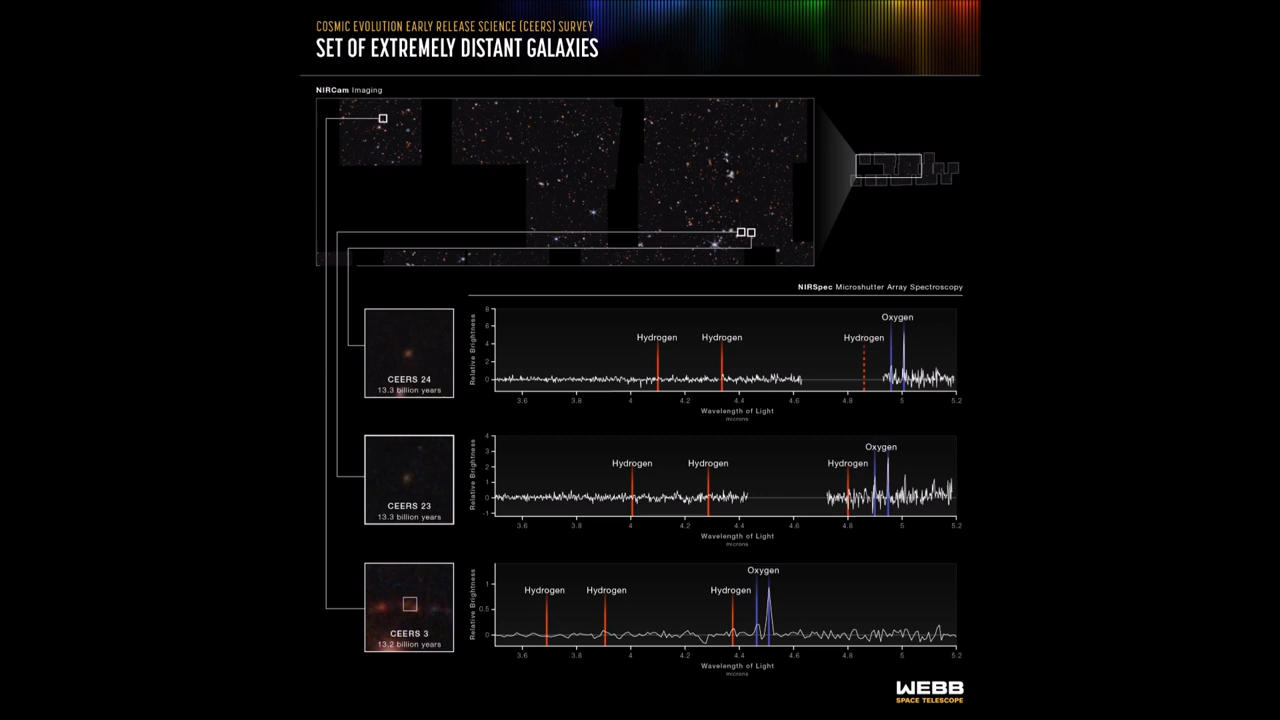 COSMIC EVOLUTION EARLY RELEASE SCIENCE (CEERS) SURVEY
SET OF EXTREMELY DISTANT GALAXIES
NIRCam Imaging
NIRSpec Microshutter Array Spectroscopy
CEERS 24
13.3 billion years
Relative Brightness
8
6
4
2
0
Hydrogen
Hydrogen
Hydrogen
Oxygen
3.6 3.8 4 4.2 4.4 4.6 4.8 5 5.2
Wavelength of Light
microns
CEERS 23
13.3 billion years
Relative Brightness
4
3
2
1
0
-1
Hydrogen
Hydrogen
Hydrogen
Oxygen
3.6 3.8 4 4.2 4.4 4.6 4.8 5 5.2
Wavelength of Light
microns
CEERS 3
13.2 billion years
Relative Brightness
1
0.5
0
Hydrogen
Hydrogen
Hydrogen
Oxygen
3.6 3.8 4 4.2 4.4 4.6 4.8 5 5.2
Wavelength of Light
microns
WEBB
SPACE TELESCOPE